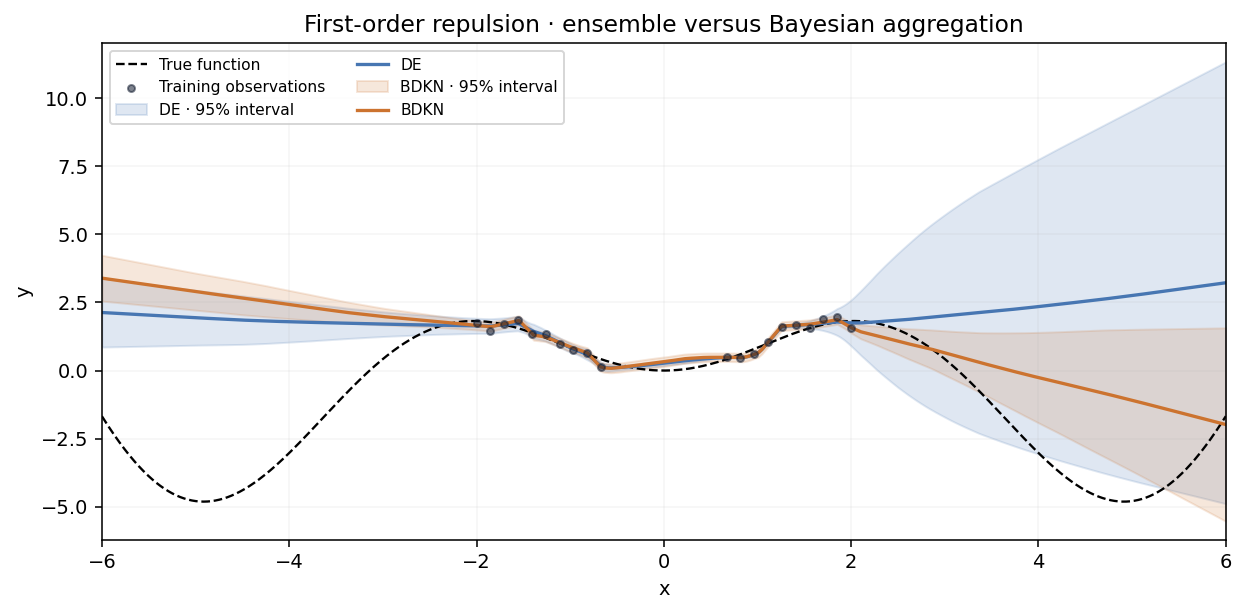 First-order repulsion · ensemble versus Bayesian aggregation
True function
Training observations
DE · 95% interval
DE
BDKN · 95% interval
BDKN
10.0
7.5
5.0
2.5
0.0
−2.5
−5.0
y
−6
−4
−2
0
2
4
6
x